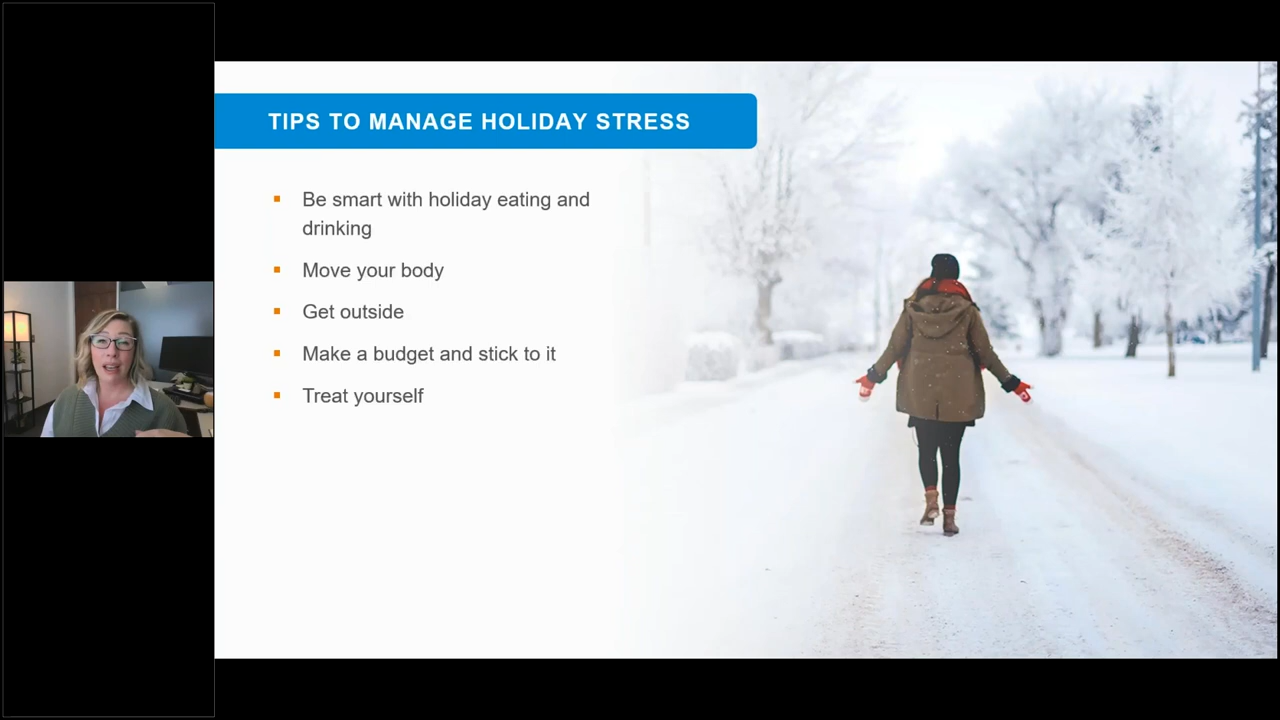 TIPS TO MANAGE HOLIDAY STRESS
Be smart with holiday eating and
drinking
Move your body
Get outside
Make a budget and stick to it
Treat yourself